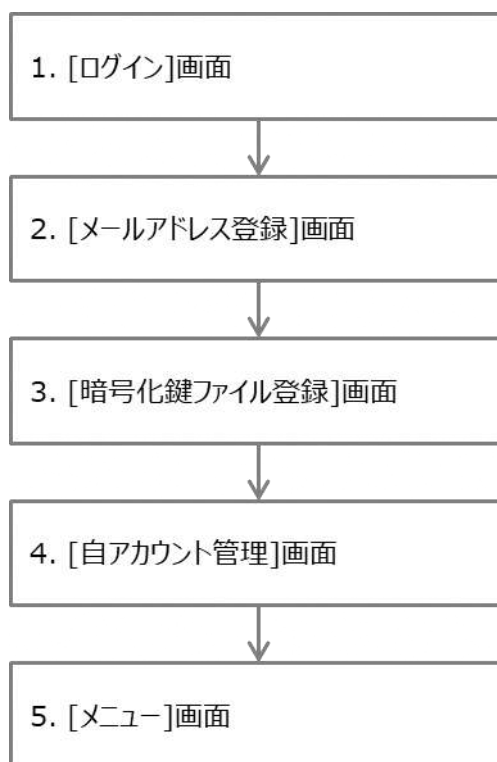 1. [ログイン]画面
2. [メールアドレス登録]画面
3. [暗号化鍵ファイル登録]画面
4. [自アカウント管理]画面
5. [メニュー]画面